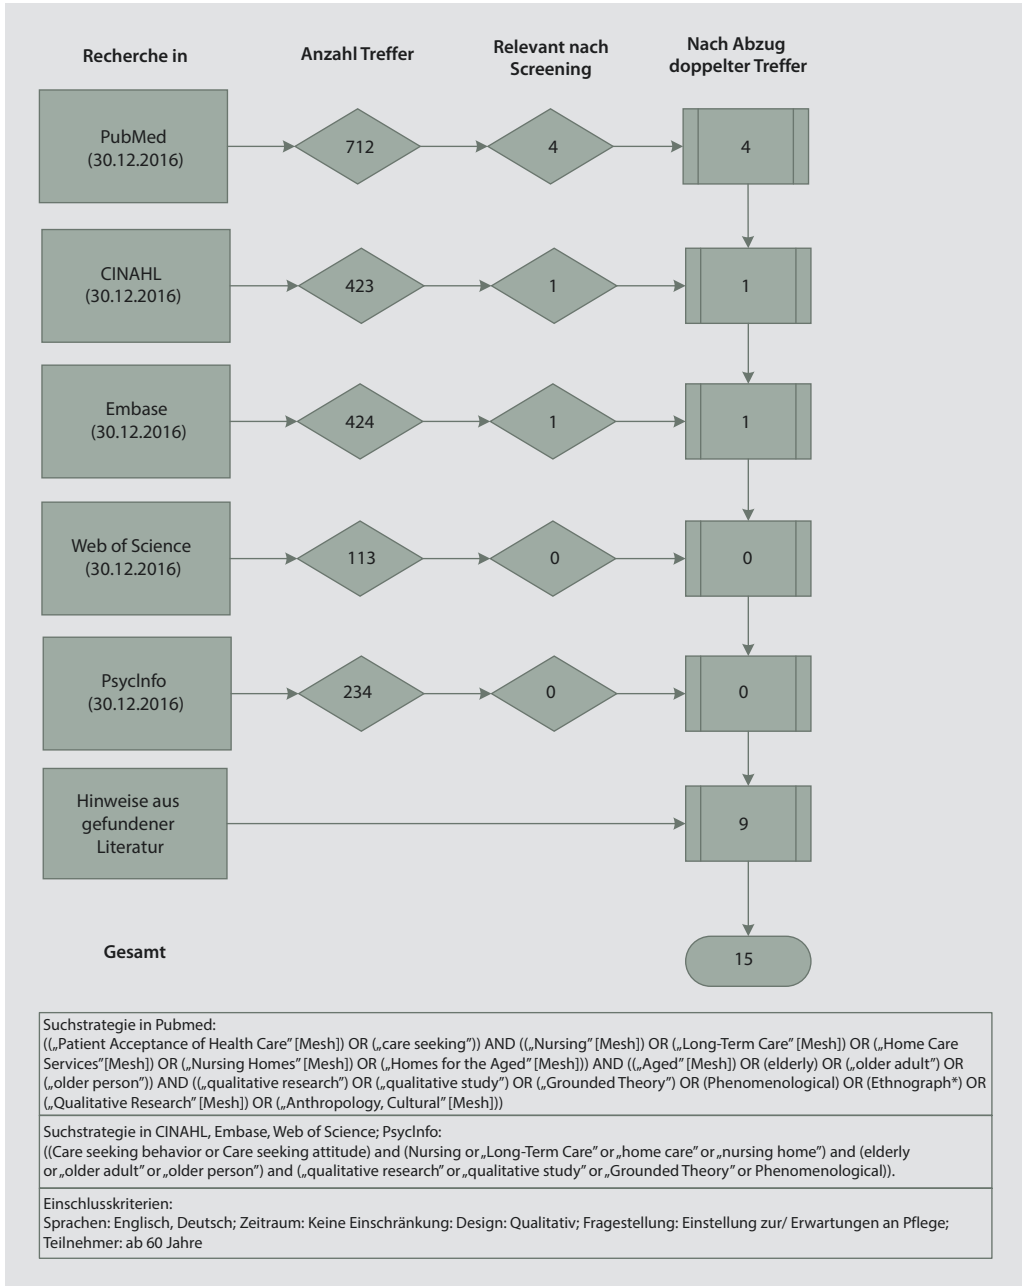 Recherche in
Anzahl Treffer
Relevant nach
Screening
Nach Abzug
doppelter Treffer
PubMed
(30.12.2016)
712
4
4
CINAHL
(30.12.2016)
423
1
1
Embase
(30.12.2016)
424
1
1
Web of Science
(30.12.2016)
113
0
0
PsycInfo
(30.12.2016)
234
0
0
Hinweise aus
gefundener
Literatur
9
Gesamt
15
Suchstrategie in Pubmed:
((„Patient Acceptance of Health Care” [Mesh]) OR („care seeking”)) AND ((„Nursing” [Mesh]) OR („Long-Term Care” [Mesh]) OR („Home Care
Services”[Mesh]) OR („Nursing Homes” [Mesh]) OR („Homes for the Aged” [Mesh])) AND ((„Aged” [Mesh]) OR (elderly) OR („older adult”) OR
(„older person”)) AND ((„qualitative research”) OR („qualitative study”) OR („Grounded Theory”) OR (Phenomenological) OR (Ethnograph*) OR
(„Qualitative Research” [Mesh]) OR („Anthropology, Cultural” [Mesh]))
Suchstrategie in CINAHL, Embase, Web of Science; PsycInfo:
((Care seeking behavior or Care seeking attitude) and (Nursing or „Long-Term Care” or „home care” or „nursing home”) and (elderly
or „older adult” or „older person”) and („qualitative research” or „qualitative study” or „Grounded Theory” or Phenomenological)).
Einschlusskriterien:
Sprachen: Englisch, Deutsch; Zeitraum: Keine Einschränkung: Design: Qualitativ; Fragestellung: Einstellung zur/ Erwartungen an Pflege;
Teilnehmer: ab 60 Jahre